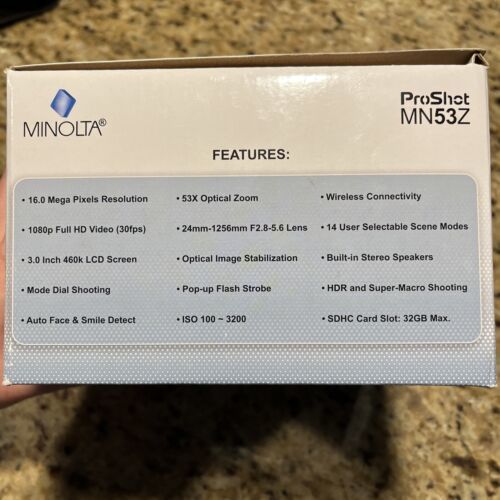 MINOLTA®
ProShot
MN53Z
FEATURES:
• 16.0 Mega Pixels Resolution
• 1080p Full HD Video (30fps)
• 3.0 Inch 460k LCD Screen
• Mode Dial Shooting
• Auto Face & Smile Detect
• 53X Optical Zoom
• 24mm-1256mm F2.8-5.6 Lens
• Optical Image Stabilization
• Pop-up Flash Strobe
• ISO 100 ~ 3200
• Wireless Connectivity
• 14 User Selectable Scene Modes
• Built-in Stereo Speakers
• HDR and Super-Macro Shooting
• SDHC Card Slot: 32GB Max.